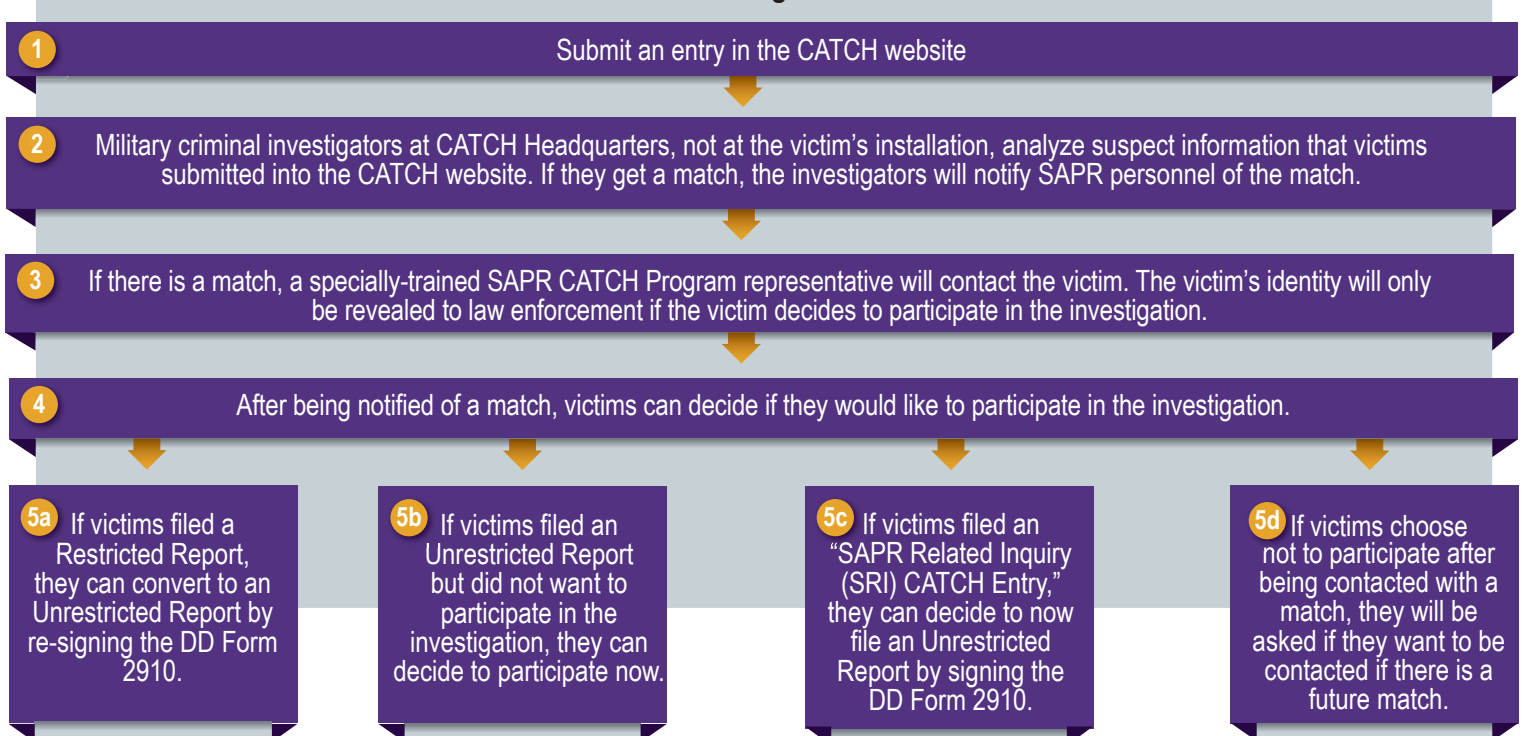 1
Submit an entry in the CATCH website
2
Military criminal investigators at CATCH Headquarters, not at the victim’s installation, analyze suspect information that victims
submitted into the CATCH website. If they get a match, the investigators will notify SAPR personnel of the match.
3
If there is a match, a specially-trained SAPR CATCH Program representative will contact the victim. The victim’s identity will only
be revealed to law enforcement if the victim decides to participate in the investigation.
4
After being notified of a match, victims can decide if they would like to participate in the investigation.
5a If victims filed a
Restricted Report,
they can convert to an
Unrestricted Report by
re-signing the DD Form
2910.
5b If victims filed an
Unrestricted Report
but did not want to
participate in the
investigation, they can
decide to participate now.
5c If victims filed an
“SAPR Related Inquiry
(SRI) CATCH Entry,”
they can decide to now
file an Unrestricted
Report by signing the
DD Form 2910.
5d If victims choose
not to participate after
being contacted with a
match, they will be
asked if they want to be
contacted if there is a
future match.